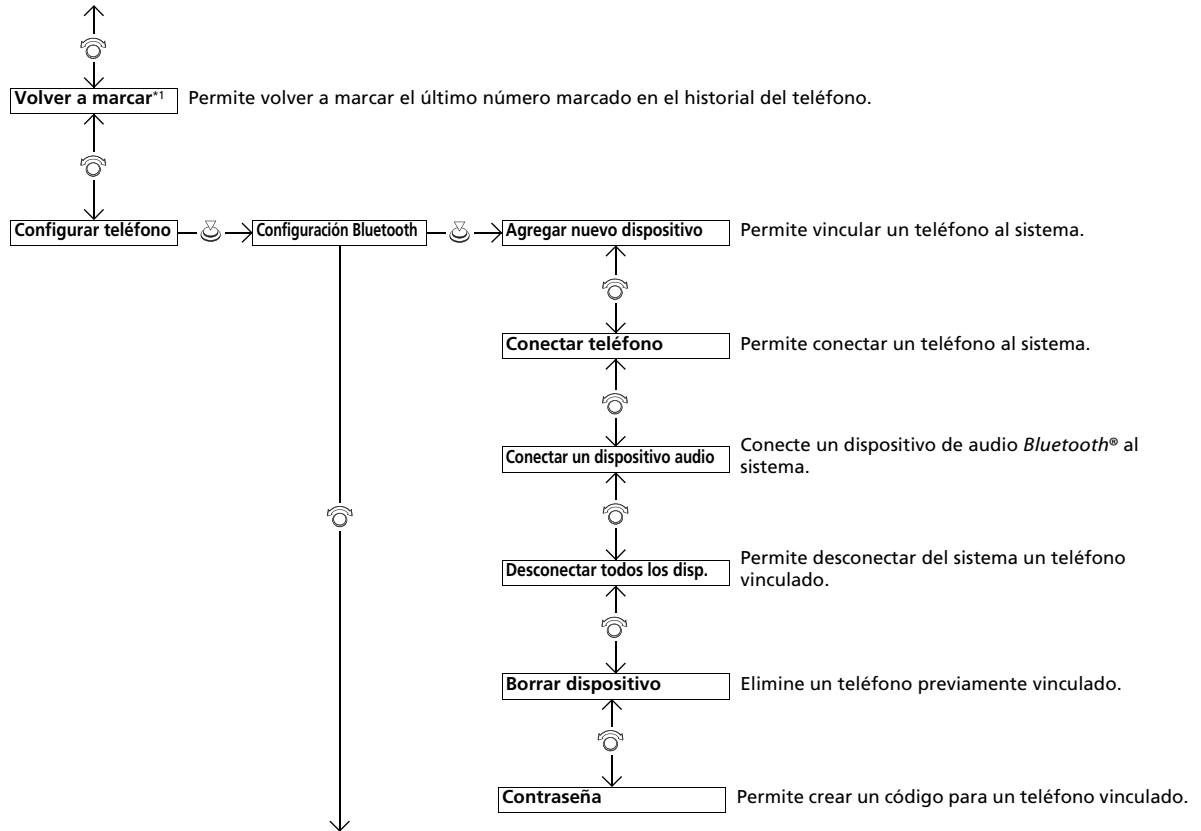 Volver a marcar*1 Permite volver a marcar el último número marcado en el historial del teléfono.
Configurar teléfono Configuración Bluetooth Agregar nuevo dispositivo Permite vincular un teléfono al sistema.
Conectar teléfono Permite conectar un teléfono al sistema.
Conectar un dispositivo audio Conecte un dispositivo de audio Bluetooth® al
sistema.
Desconectar todos los disp. Permite desconectar del sistema un teléfono
vinculado.
Borrar dispositivo Elimine un teléfono previamente vinculado.
Contraseña Permite crear un código para un teléfono vinculado.